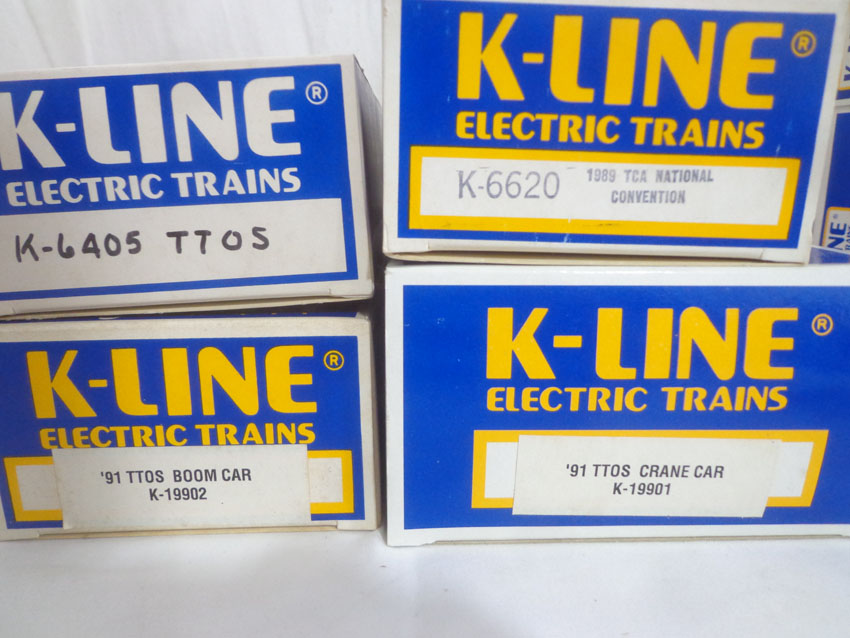 K-LINE®
ELECTRIC TRAINS
K-6405 TTOS
K-LINE®
ELECTRIC TRAINS
K-6620 1989 TCA NATIONAL
CONVENTION
K-LINE®
ELECTRIC TRAINS
'91 TTOS BOOM CAR
K-19902
K-LINE®
ELECTRIC TRAINS
'91 TTOS CRANE CAR
K-19901